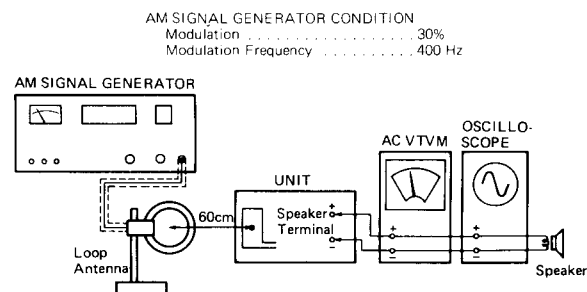 AM SIGNAL GENERATOR CONDITION
Modulation . . . . . . . . . . . . . . . . . 30%
Modulation Frequency . . . . . . . . . . 400 Hz
AM SIGNAL GENERATOR
AC VTVM
OSCILLO-
SCOPE
UNIT
60cm
Speaker
Terminal
+
−
+
−
+
−
Loop
Antenna
Speaker